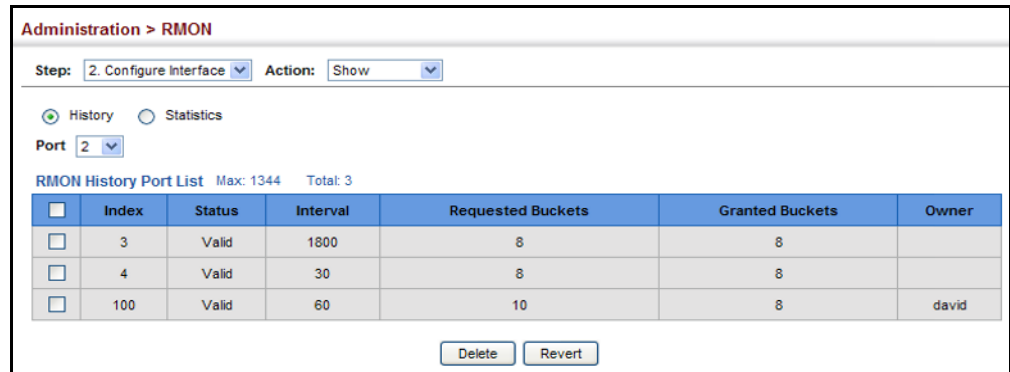 Administration > RMON
Step: 2. Configure Interface Action: Show
History Statistics
Port 2
RMON History Port List Max: 1344 Total: 3
Index Status Interval Requested Buckets Granted Buckets Owner
3 Valid 1800 8 8
4 Valid 30 8 8
100 Valid 60 10 8 david
Delete Revert